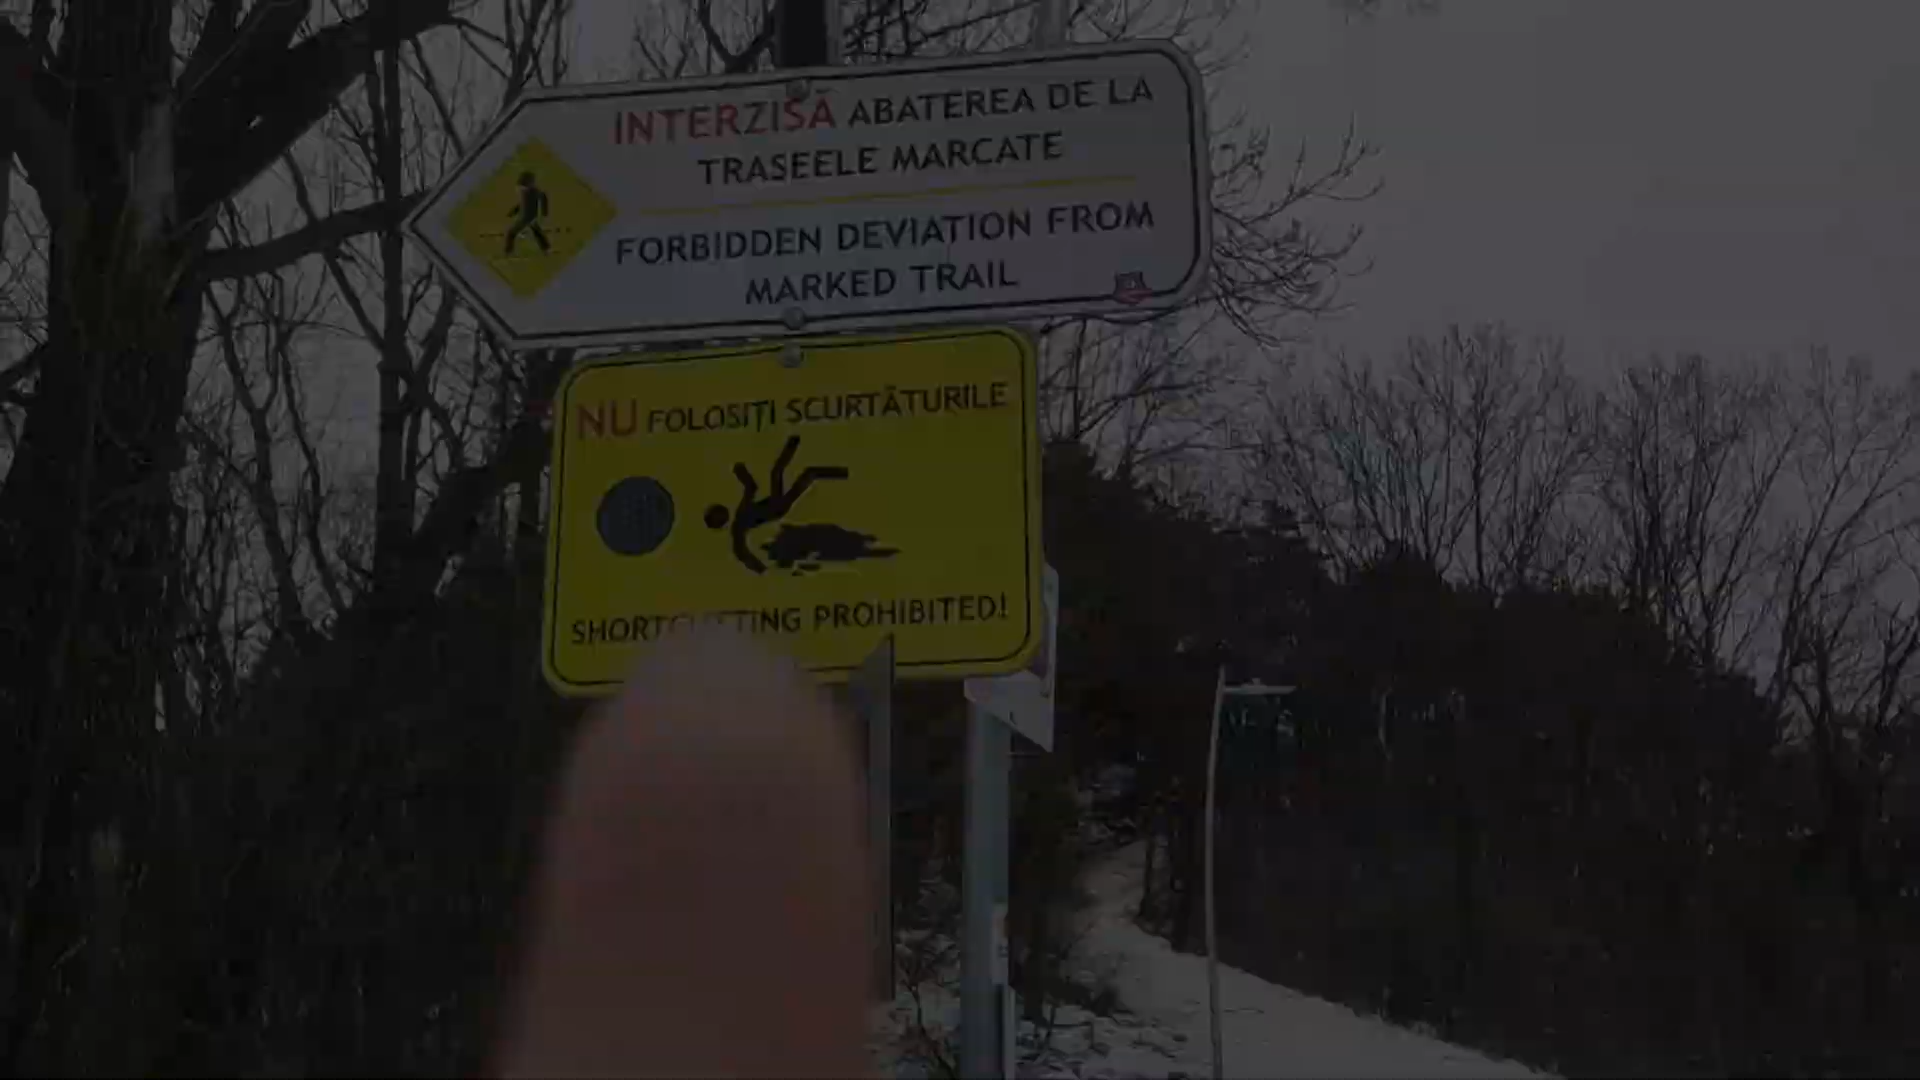 INTERZISĂ ABATEREA DE LA
TRASEELE MARCATE
FORBIDDEN DEVIATION FROM
MARKED TRAIL
NU FOLOSIȚI SCURTĂTURILE
PROHIBITED!